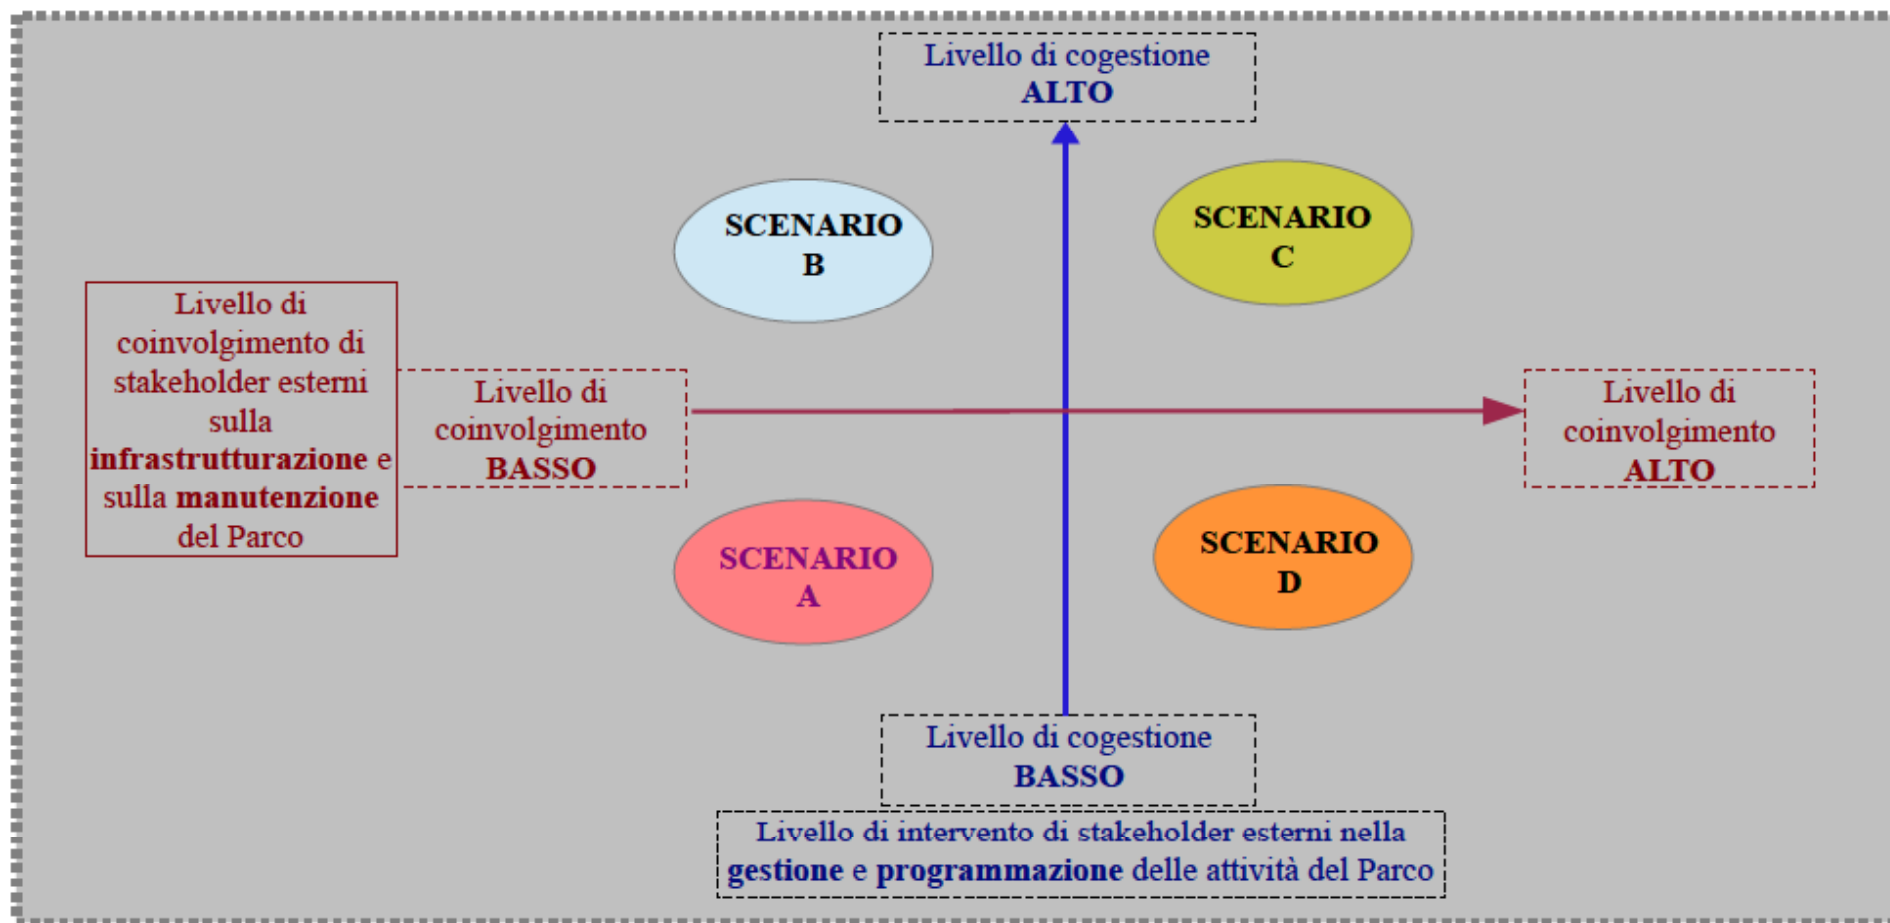 Livello di cogestione
ALTO
SCENARIO
B
SCENARIO
C
Livello di
coinvolgimento di
stakeholder esterni
sulla
infrastrutturazione e
sulla manutenzione
del Parco
Livello di
coinvolgimento
BASSO
Livello di
coinvolgimento
ALTO
SCENARIO
A
SCENARIO
D
Livello di cogestione
BASSO
Livello di intervento di stakeholder esterni nella
gestione e programmazione delle attività del Parco